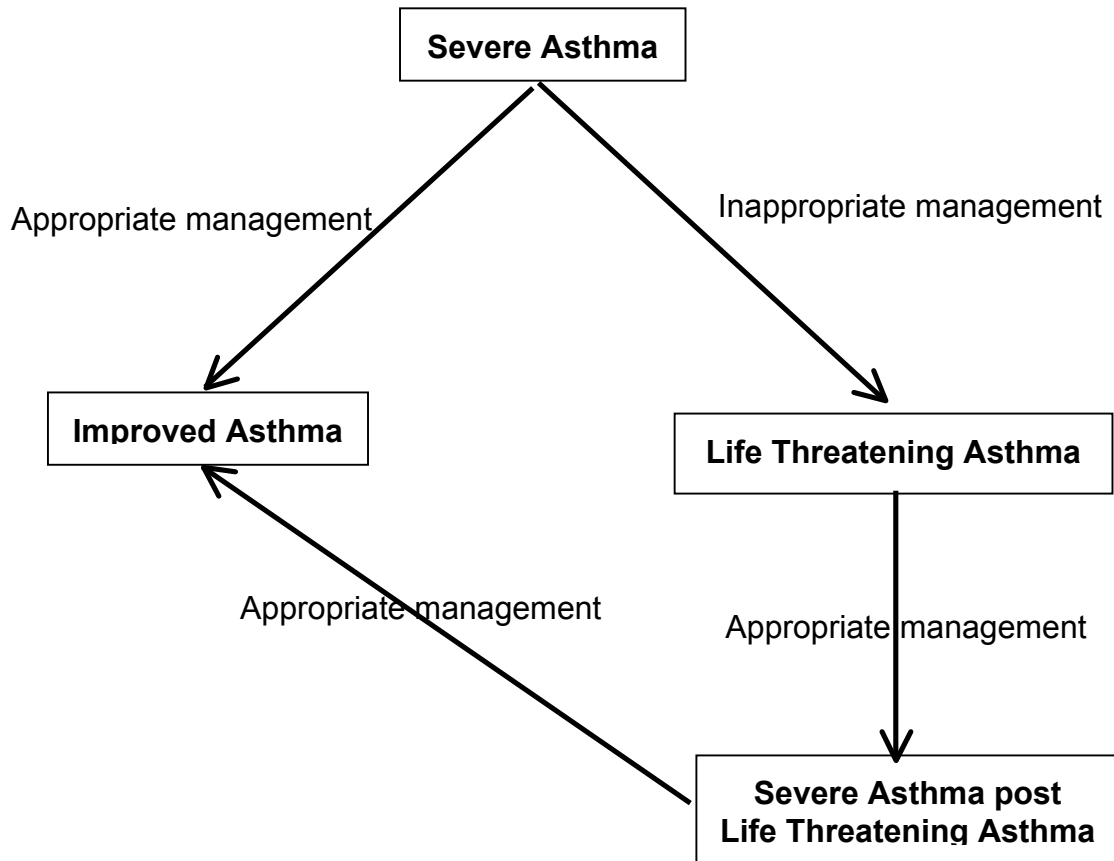 Severe Asthma
Appropriate management
Inappropriate management
Improved Asthma
Life Threatening Asthma
Appropriate management
Appropriate management
Severe Asthma post
Life Threatening Asthma